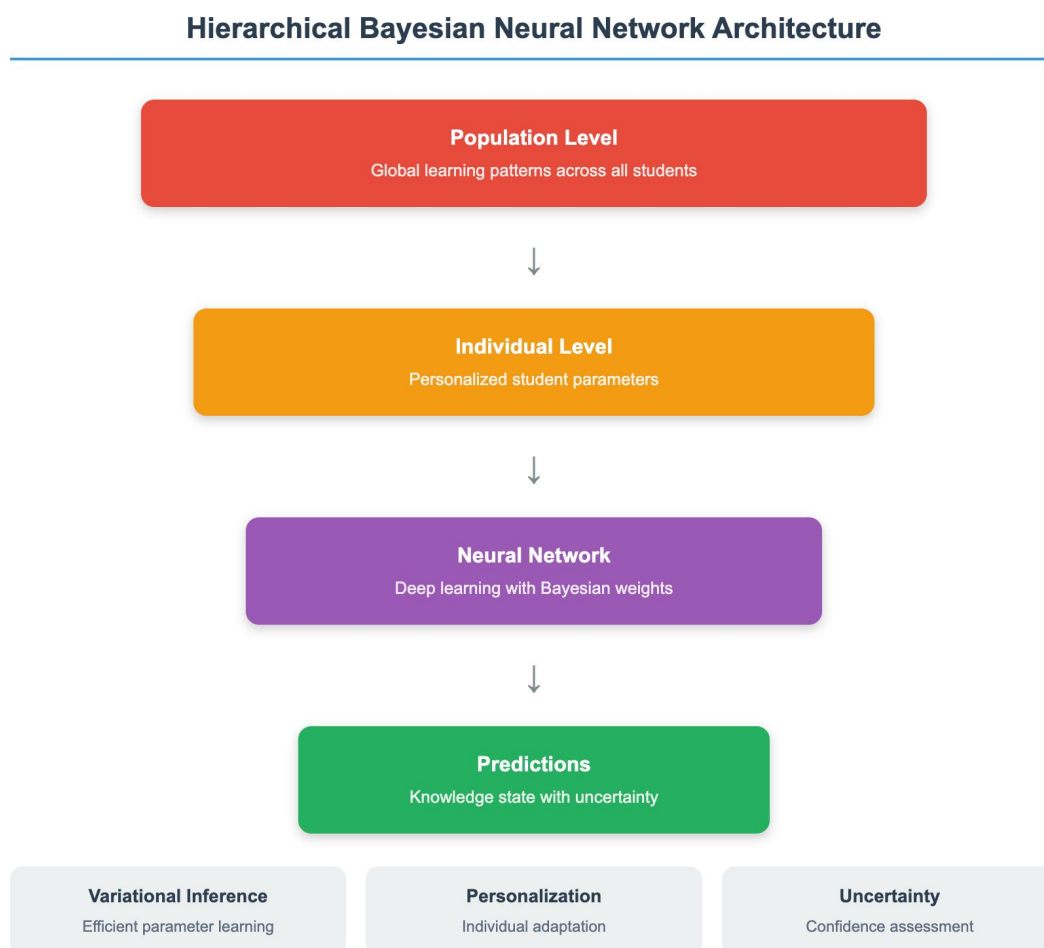 Hierarchical Bayesian Neural Network Architecture
Population Level
Global learning patterns across all students
↓
Individual Level
Personalized student parameters
↓
Neural Network
Deep learning with Bayesian weights
↓
Predictions
Knowledge state with uncertainty
Variational Inference
Efficient parameter learning
Personalization
Individual adaptation
Uncertainty
Confidence assessment